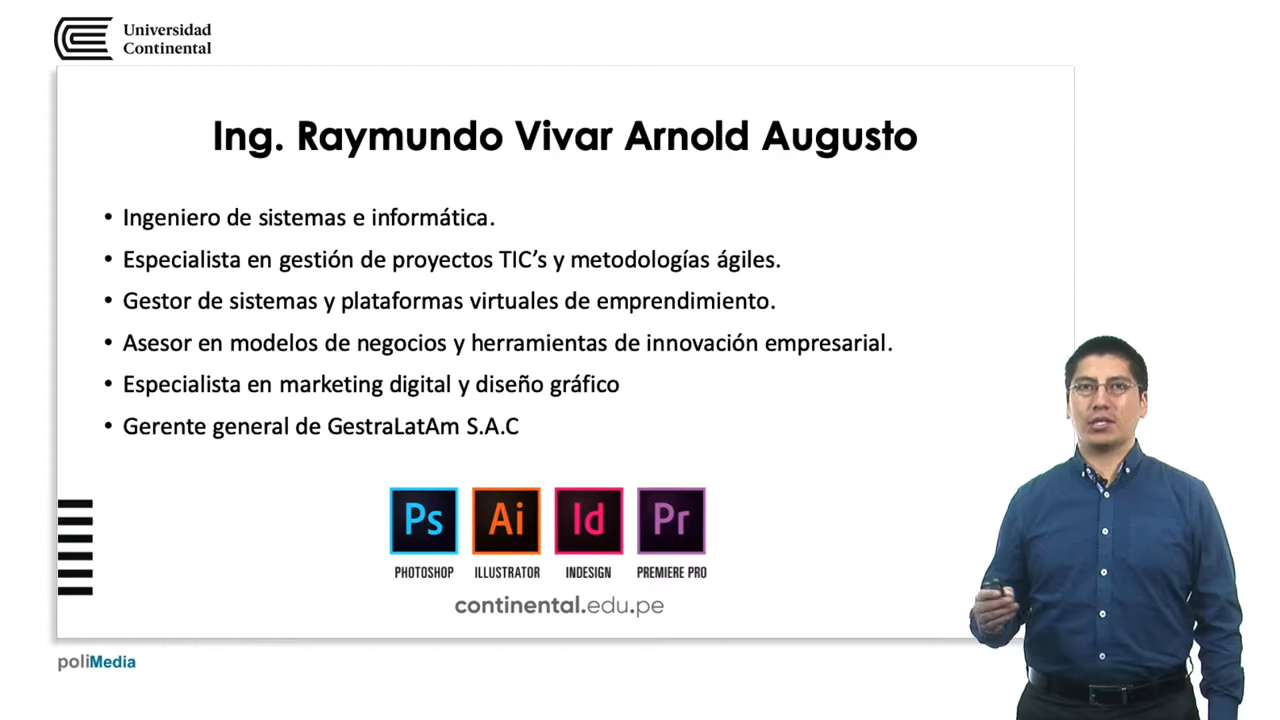 Universidad
Continental
Ing. Raymundo Vivar Arnold Augusto
• Ingeniero de sistemas e informática.
• Especialista en gestión de proyectos TIC’s y metodologías ágiles.
• Gestor de sistemas y plataformas virtuales de emprendimiento.
• Asesor en modelos de negocios y herramientas de innovación empresarial.
• Especialista en marketing digital y diseño gráfico
• Gerente general de GestraLatAm S.A.C
Ps Ai Id Pr
PHOTOSHOP ILLUSTRATOR INDESIGN PREMIERE PRO
continental.edu.pe
poliMedia